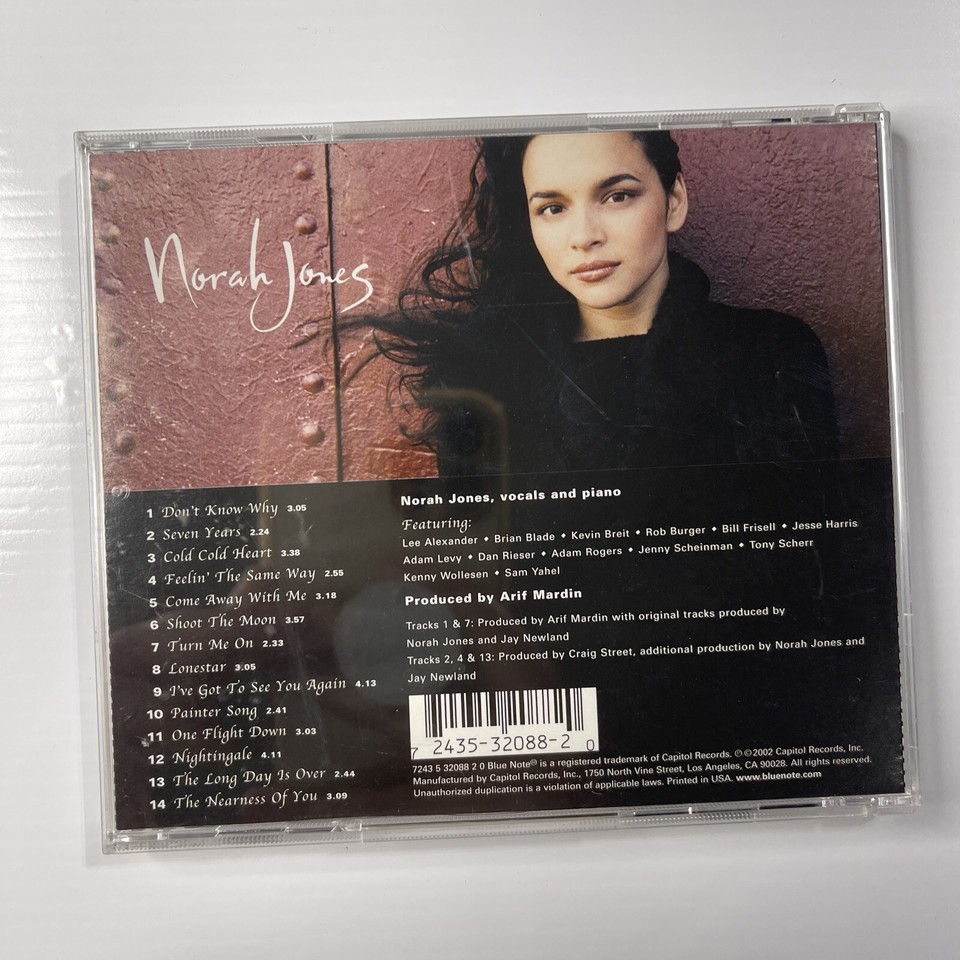 Norah Jones
1 Don't Know Why 3.05
2 Seven Years 2.24
3 Cold Cold Heart 3.38
4 Feelin' The Same Way 2.55
5 Come Away With Me 3.18
6 Shoot The Moon 3.57
7 Turn Me On 2.33
8 Lonestar 3.05
9 I've Got To See You Again 4.13
10 Painter Song 2.41
11 One Flight Down 3.03
12 Nightingale 4.11
13 The Long Day Is Over 2.44
14 The Nearness Of You 3.09
Norah Jones, vocals and piano
Featuring:
Lee Alexander • Brian Blade • Kevin Breit • Rob Burger • Bill Frisell • Jesse Harris
Adam Levy • Dan Rieser • Adam Rogers • Jenny Scheinman • Tony Scherr
Kenny Wollesen • Sam Yahel
Produced by Arif Mardin
Tracks 1 & 7: Produced by Arif Mardin with original tracks produced by
Norah Jones and Jay Newland
Tracks 2, 4 & 13: Produced by Craig Street, additional production by Norah Jones and
Jay Newland
7 2435-32088-2 0
7243 5 32088 2 0 Blue Note® is a registered trademark of Capitol Records. ℗©2002 Capitol Records, Inc.
Manufactured by Capitol Records, Inc., 1750 North Vine Street, Los Angeles, CA 90028. All rights reserved.
Unauthorized duplication is a violation of applicable laws. Printed in USA. www.bluenote.com